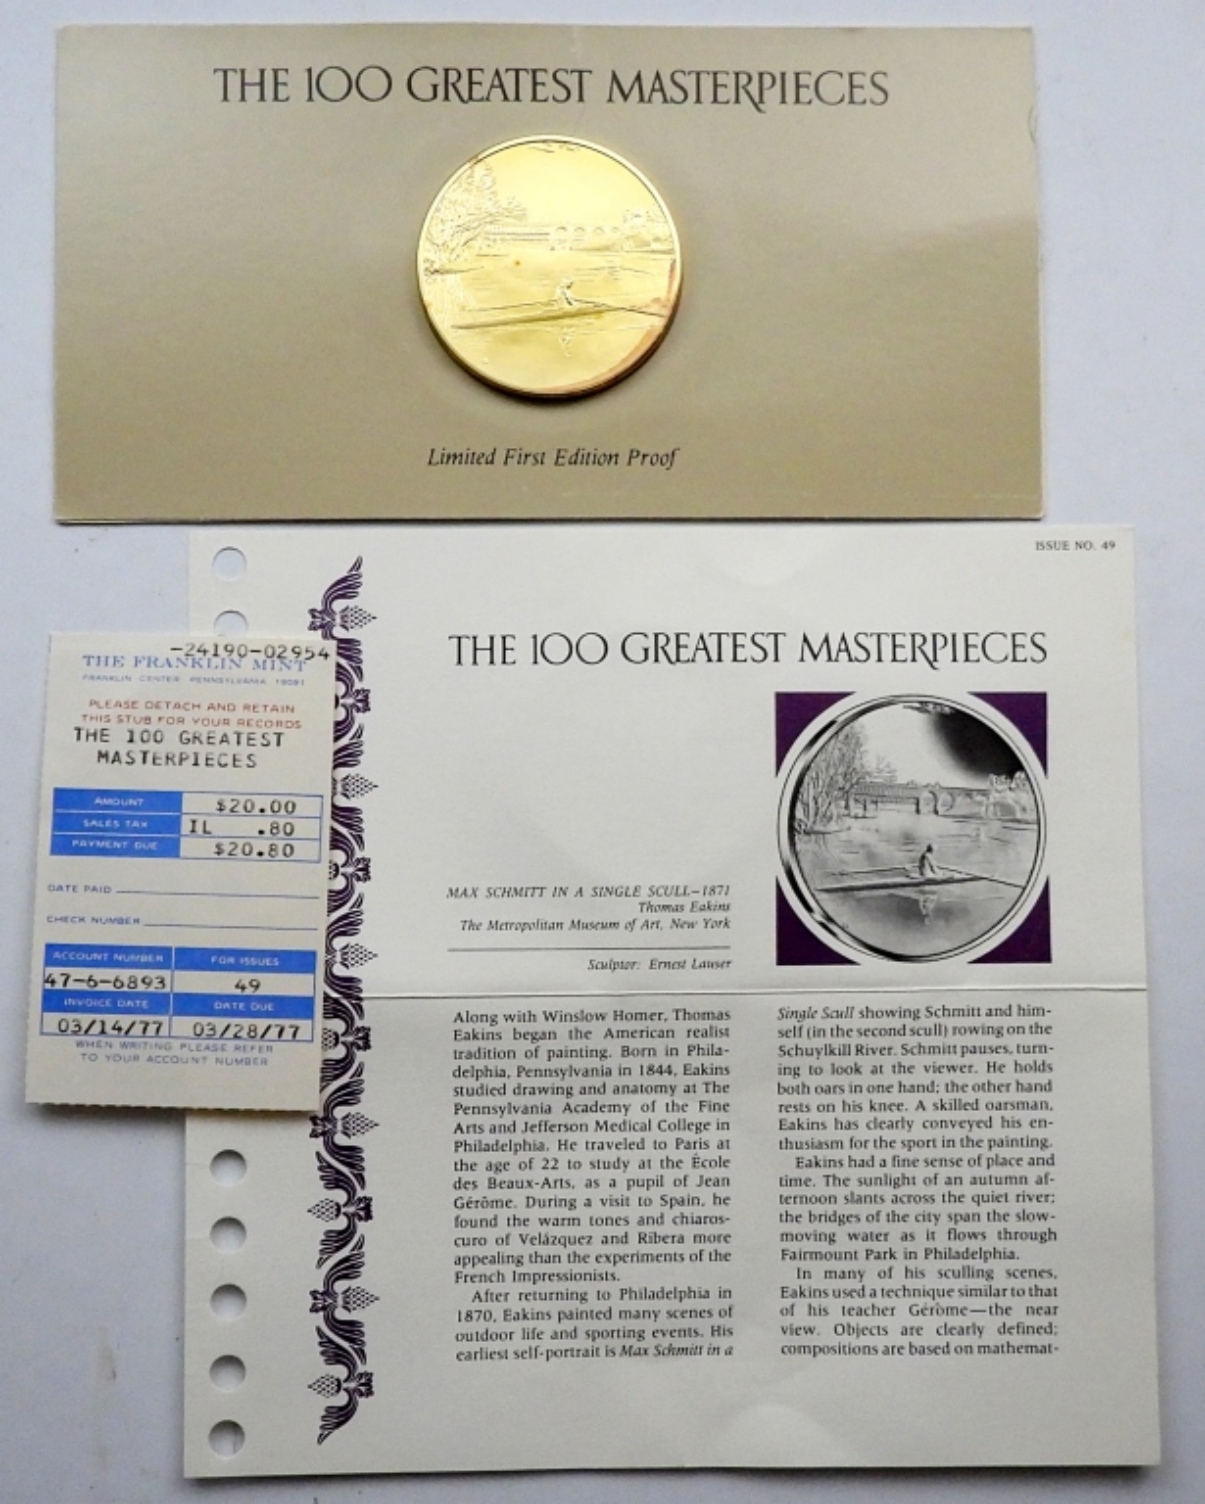 THE 100 GREATEST MASTERPIECES
Limited First Edition Proof
ISSUE NO. 49
THE 100 GREATEST MASTERPIECES
MAX SCHMITT IN A SINGLE SCULL—1871
Thomas Eakins
The Metropolitan Museum of Art, New York
Sculptor: Ernest Lauser
Along with Winslow Homer, Thomas
Eakins began the American realist
tradition of painting. Born in Phila-
delphia, Pennsylvania in 1844, Eakins
studied drawing and anatomy at The
Pennsylvania Academy of the Fine
Arts and Jefferson Medical College in
Philadelphia. He traveled to Paris at
the age of 22 to study at the École
des Beaux-Arts, as a pupil of Jean
Gérôme. During a visit to Spain, he
found the warm tones and chiaros-
curo of Velázquez and Ribera more
appealing than the experiments of the
French Impressionists.
After returning to Philadelphia in
1870, Eakins painted many scenes of
outdoor life and sporting events. His
earliest self-portrait is Max Schmitt in a
Single Scull showing Schmitt and him-
self (in the second scull) rowing on the
Schuylkill River. Schmitt pauses, turn-
ing to look at the viewer. He holds
both oars in one hand; the other hand
rests on his knee. A skilled oarsman,
Eakins has clearly conveyed his en-
thusiasm for the sport in the painting.
Eakins had a fine sense of place and
time. The sunlight of an autumn af-
ternoon slants across the quiet river;
the bridges of the city span the slow-
moving water as it flows through
Fairmount Park in Philadelphia.
In many of his sculling scenes,
Eakins used a technique similar to that
of his teacher Gérôme—the near
view. Objects are clearly defined;
compositions are based on mathemat-
-24190-02954
THE FRANKLIN MINT
FRANKLIN CENTER, PENNSYLVANIA 19091
PLEASE DETACH AND RETAIN
THIS STUB FOR YOUR RECORDS
THE 100 GREATEST
MASTERPIECES
AMOUNT $20.00
SALES TAX IL .80
PAYMENT DUE $20.80
DATE PAID
CHECK NUMBER
ACCOUNT NUMBER FOR ISSUES
47-6-6893 49
INVOICE DATE DATE DUE
03/14/77 03/28/77
WHEN WRITING PLEASE REFER
TO YOUR ACCOUNT NUMBER